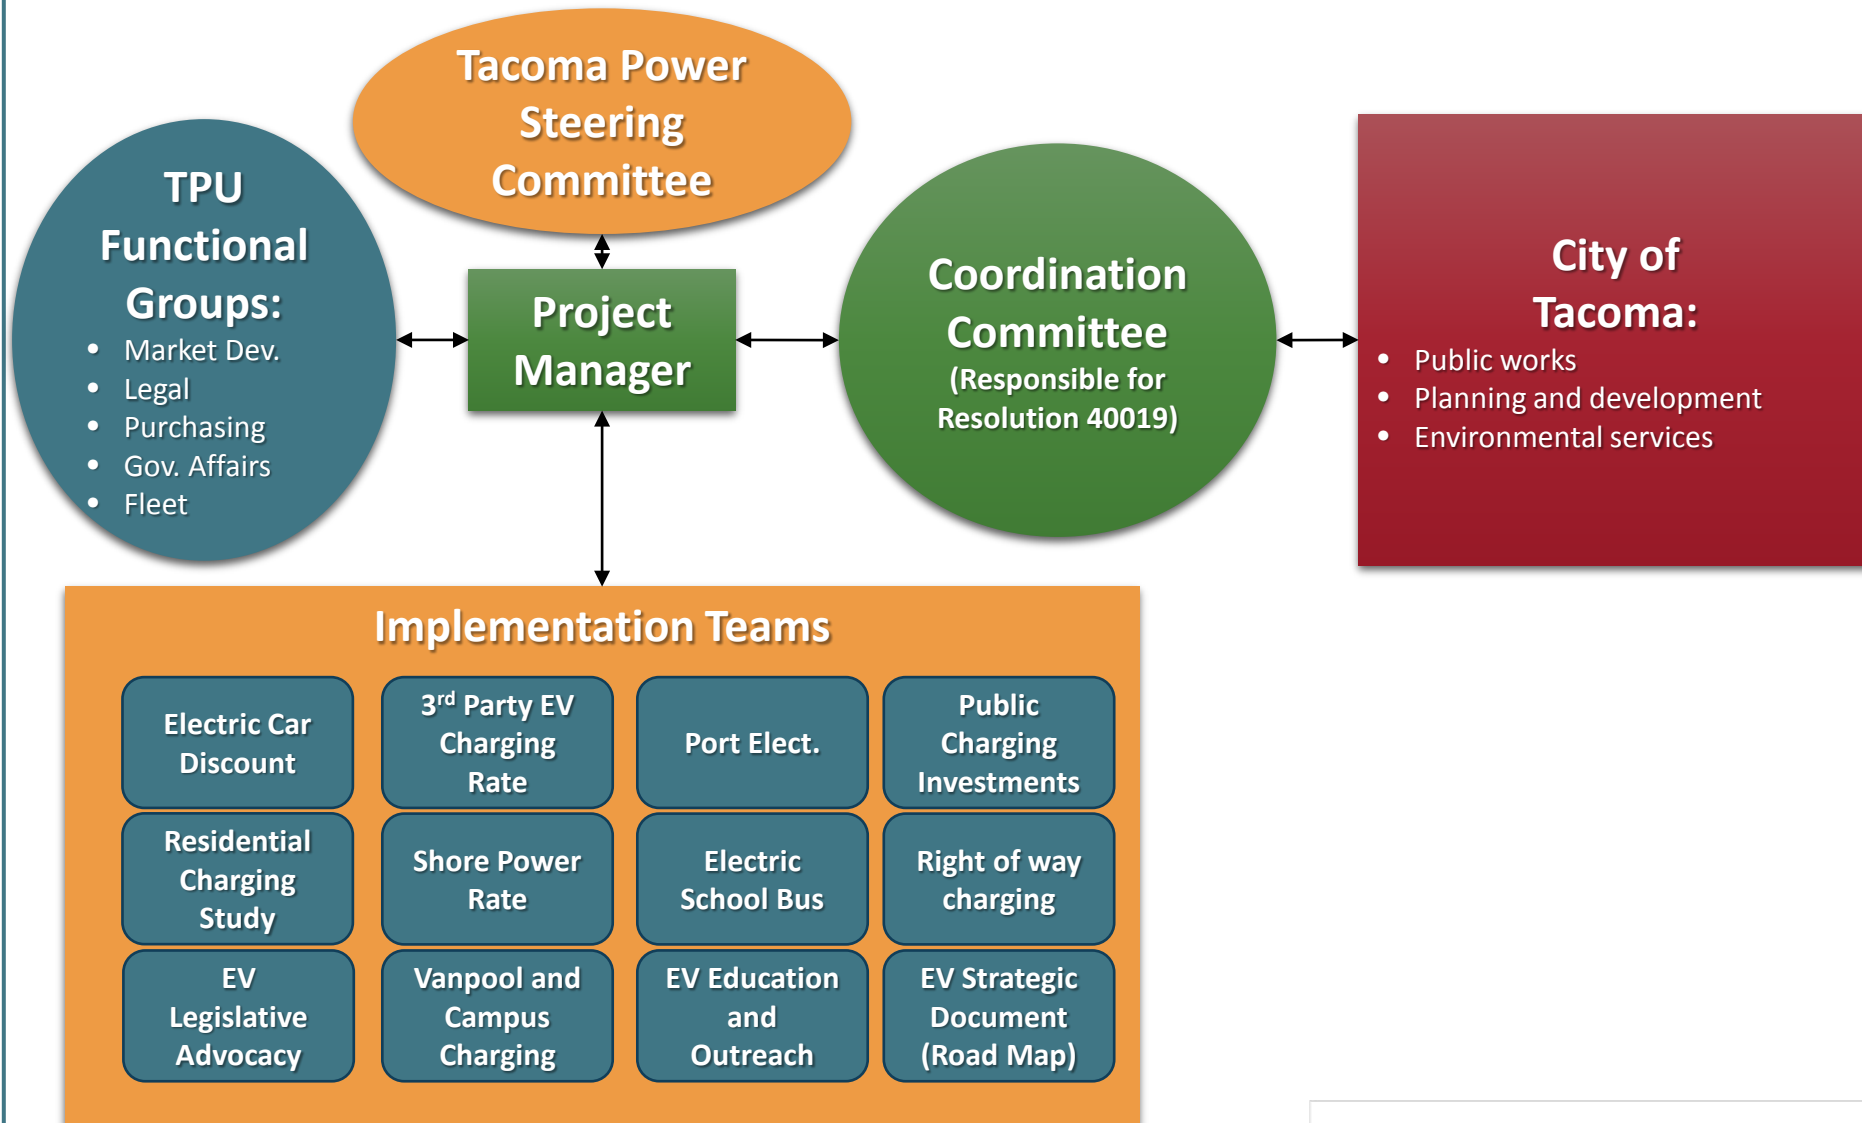 Tacoma Power
Steering
Committee
TPU
Functional
Groups:
• Market Dev.
• Legal
• Purchasing
• Gov. Affairs
• Fleet
Project
Manager
Coordination
Committee
(Responsible for
Resolution 40019)
City of
Tacoma:
• Public works
• Planning and development
• Environmental services
Implementation Teams
Electric Car
Discount
3rd Party EV
Charging
Rate
Port Elect.
Public
Charging
Investments
Residential
Charging
Study
Shore Power
Rate
Electric
School Bus
Right of way
charging
EV
Legislative
Advocacy
Vanpool and
Campus
Charging
EV Education
and
Outreach
EV Strategic
Document
(Road Map)